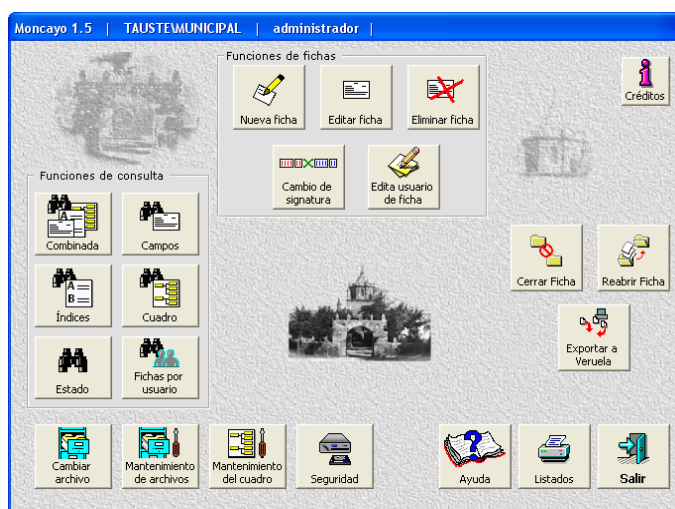 Moncayo 1.5 | TAUSTE\MUNICIPAL | administrador |
Funciones de fichas
Nueva ficha
Editar ficha
Eliminar ficha
Créditos
Cambio de
signatura
Edita usuario
de ficha
Funciones de consulta
Combinada
Campos
Índices
Cuadro
Estado
Fichas por
usuario
Cerrar Ficha
Reabrir Ficha
Exportar a
Veruela
Cambiar
archivo
Mantenimiento
de archivos
Mantenimiento
del cuadro
Seguridad
Ayuda
Listados
Salir